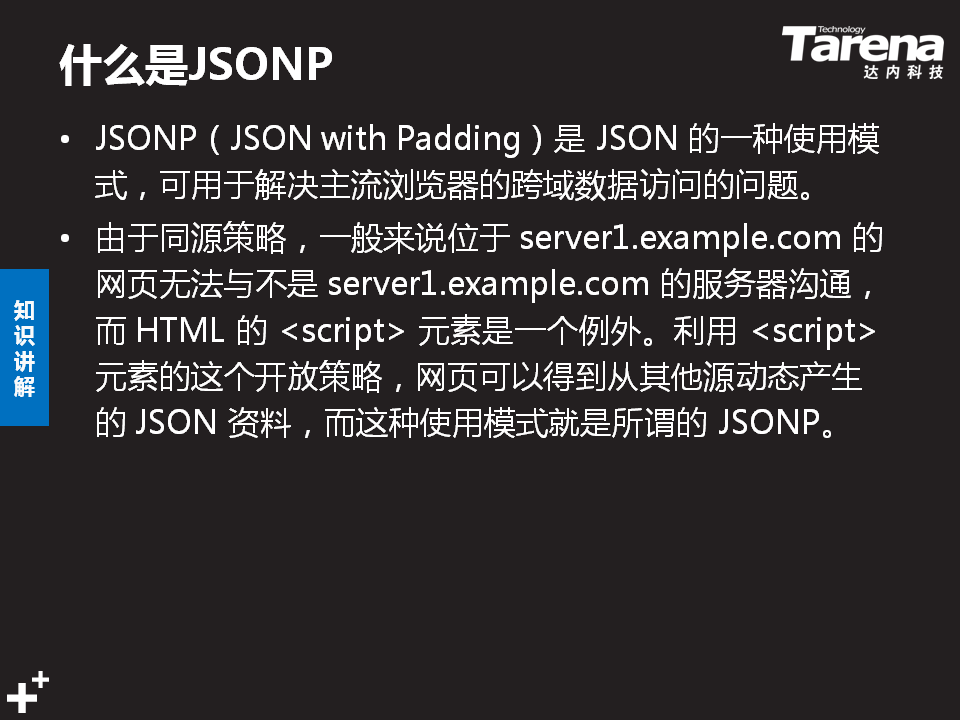 什么是JSONP
Technology
Tarena
达内科技
• JSONP（JSON with Padding）是 JSON 的一种使用模
式，可用于解决主流浏览器的跨域数据访问的问题。
• 由于同源策略，一般来说位于 server1.example.com 的
网页无法与不是 server1.example.com 的服务器沟通，
而 HTML 的 <script> 元素是一个例外。利用 <script>
元素的这个开放策略，网页可以得到从其他源动态产生
的 JSON 资料，而这种使用模式就是所谓的 JSONP。
知识讲解